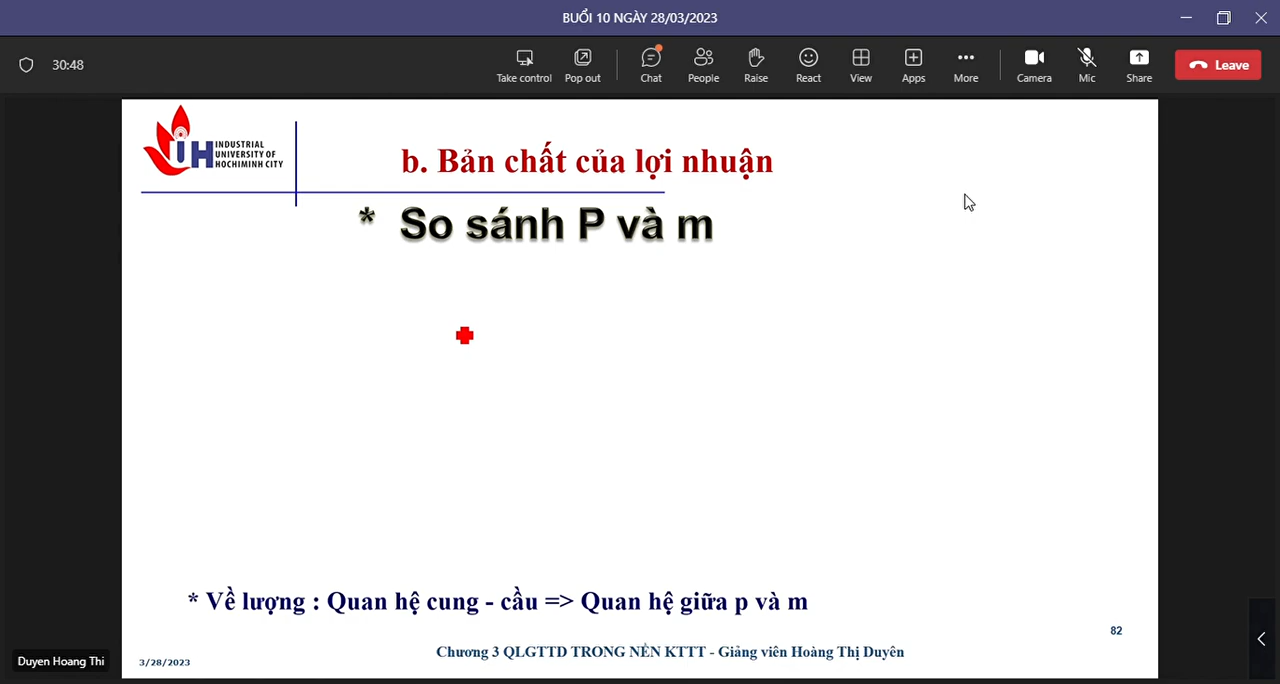 BUỔI 10 NGÀY 28/03/2023
30:48
Take control
Pop out
Chat
People
Raise
React
View
Apps
More
Camera
Mic
Share
Leave
INDUSTRIAL
UNIVERSITY OF
HOCHIMINH CITY
IUH
b. Bản chất của lợi nhuận
* So sánh P và m
* Về lượng : Quan hệ cung - cầu => Quan hệ giữa p và m
82
Duyen Hoang Thi
3/28/2023
Chương 3 QLGTTD TRONG NỀN KTTT - Giảng viên Hoàng Thị Duyên